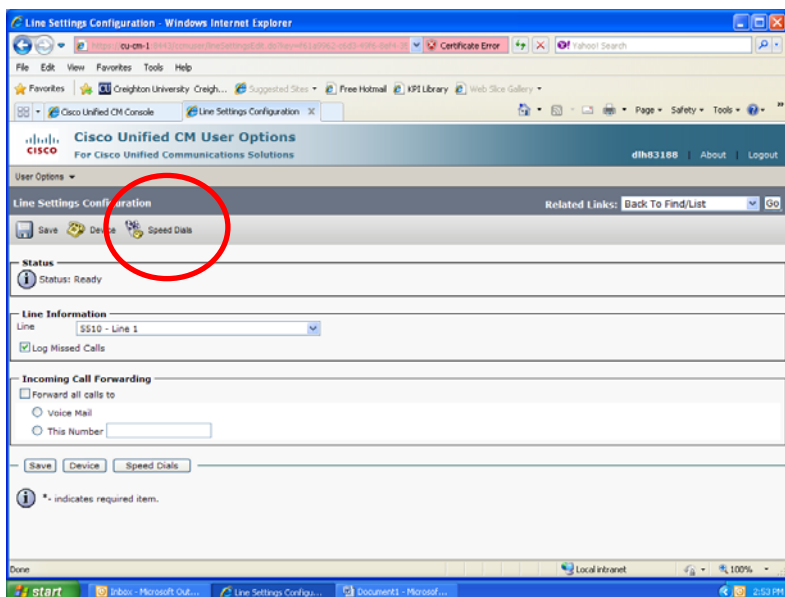 Line Settings Configuration - Windows Internet Explorer
cu-cm-1
Certificate Error
Yahoo! Search
File Edit View Favorites Tools Help
Favorites Creighton University Creigh... Suggested Sites Free Hotmail KPI Library Web Slice Gallery
Cisco Unified CM Console Line Settings Configuration X Page Safety Tools »
CISCO
Cisco Unified CM User Options
For Cisco Unified Communications Solutions
dlh83188 | About | Logout
User Options
Line Settings Configuration Related Links: Back To Find/List Go
Save Device Speed Dials
Status
Status: Ready
Line Information
Line 5510 - Line 1
Log Missed Calls
Incoming Call Forwarding
Forward all calls to
Voice Mail
This Number
Save Device Speed Dials
*- indicates required item.
Done Local intranet 100%
start Inbox - Microsoft Out... Line Settings Configu... Document1 - Microsof... 2:53 PM